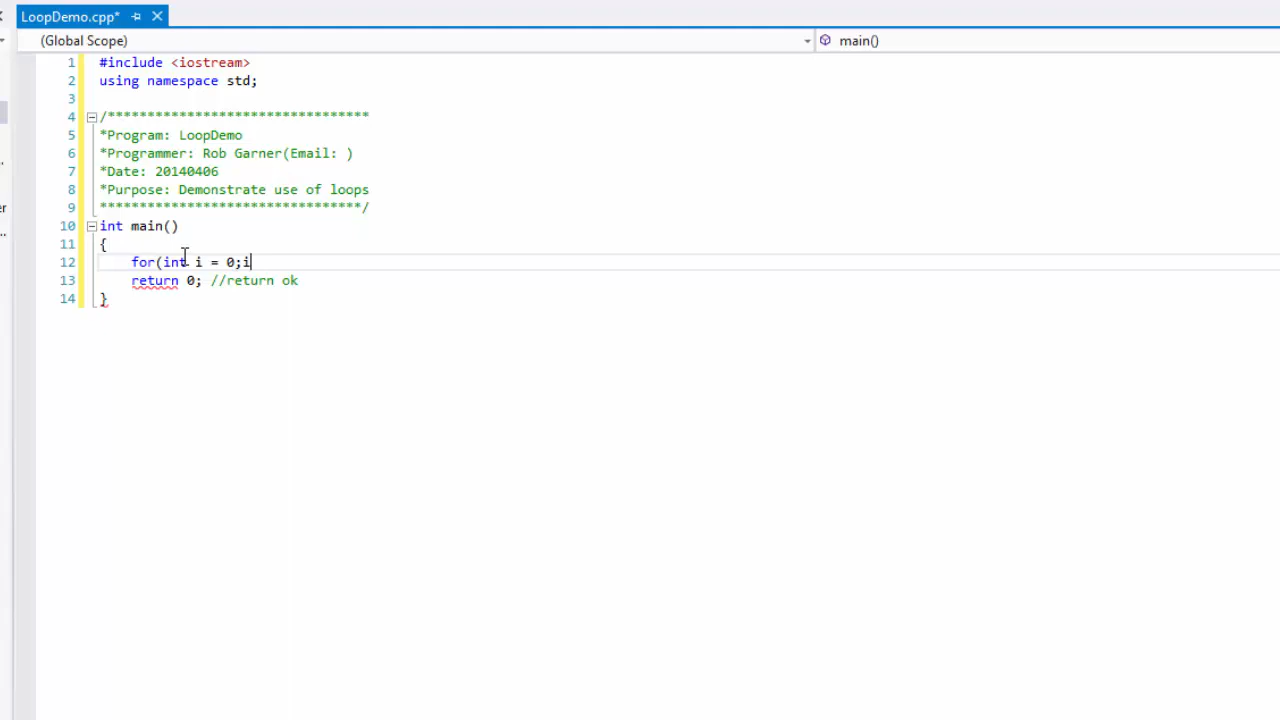 LoopDemo.cpp*
(Global Scope) main()
1 #include <iostream>
2 using namespace std;
3
4 /********************************
5 *Program: LoopDemo
6 *Programmer: Rob Garner(Email: )
7 *Date: 20140406
8 *Purpose: Demonstrate use of loops
9 *********************************/
10 int main()
11 {
12 for(int i = 0;i
13 return 0; //return ok
14 }